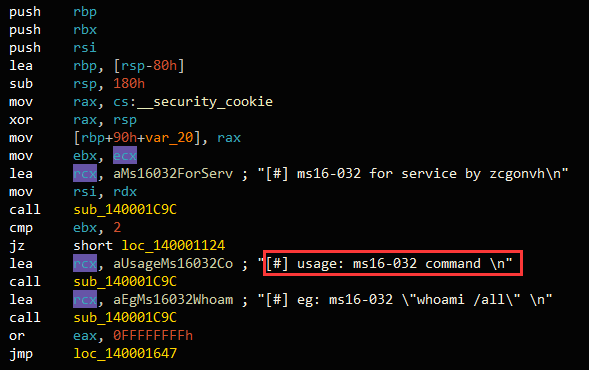 push rbp
push rbx
push rsi
lea rbp, [rsp-80h]
sub rsp, 180h
mov rax, cs:__security_cookie
xor rax, rsp
mov [rbp+90h+var_20], rax
mov ebx, ecx
lea rcx, aMs16032ForServ ; "[#] ms16-032 for service by zcgonvh\n"
mov rsi, rdx
call sub_140001C9C
cmp ebx, 2
jz short loc_140001124
lea rcx, aUsageMs16032Co ; "[#] usage: ms16-032 command \n"
call sub_140001C9C
lea rcx, aEgMs16032Whoam ; "[#] eg: ms16-032 \"whoami /all\" \n"
call sub_140001C9C
or eax, 0FFFFFFFFh
jmp loc_140001647